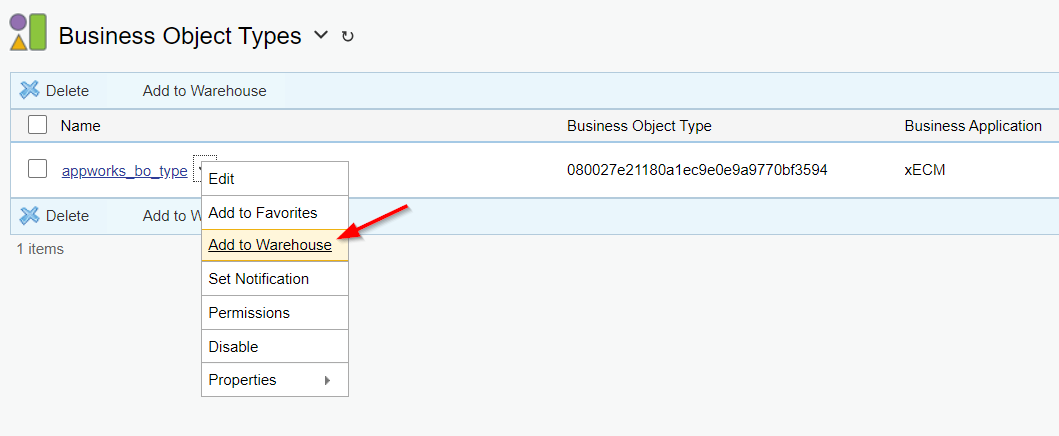 Business Object Types
Delete Add to Warehouse
Name Business Object Type Business Application
appworks_bo_type 080027e21180a1ec9e0e9a9770bf3594 xECM
Edit
Add to Favorites
Delete Add to W
Add to Warehouse
1 items
Set Notification
Permissions
Disable
Properties